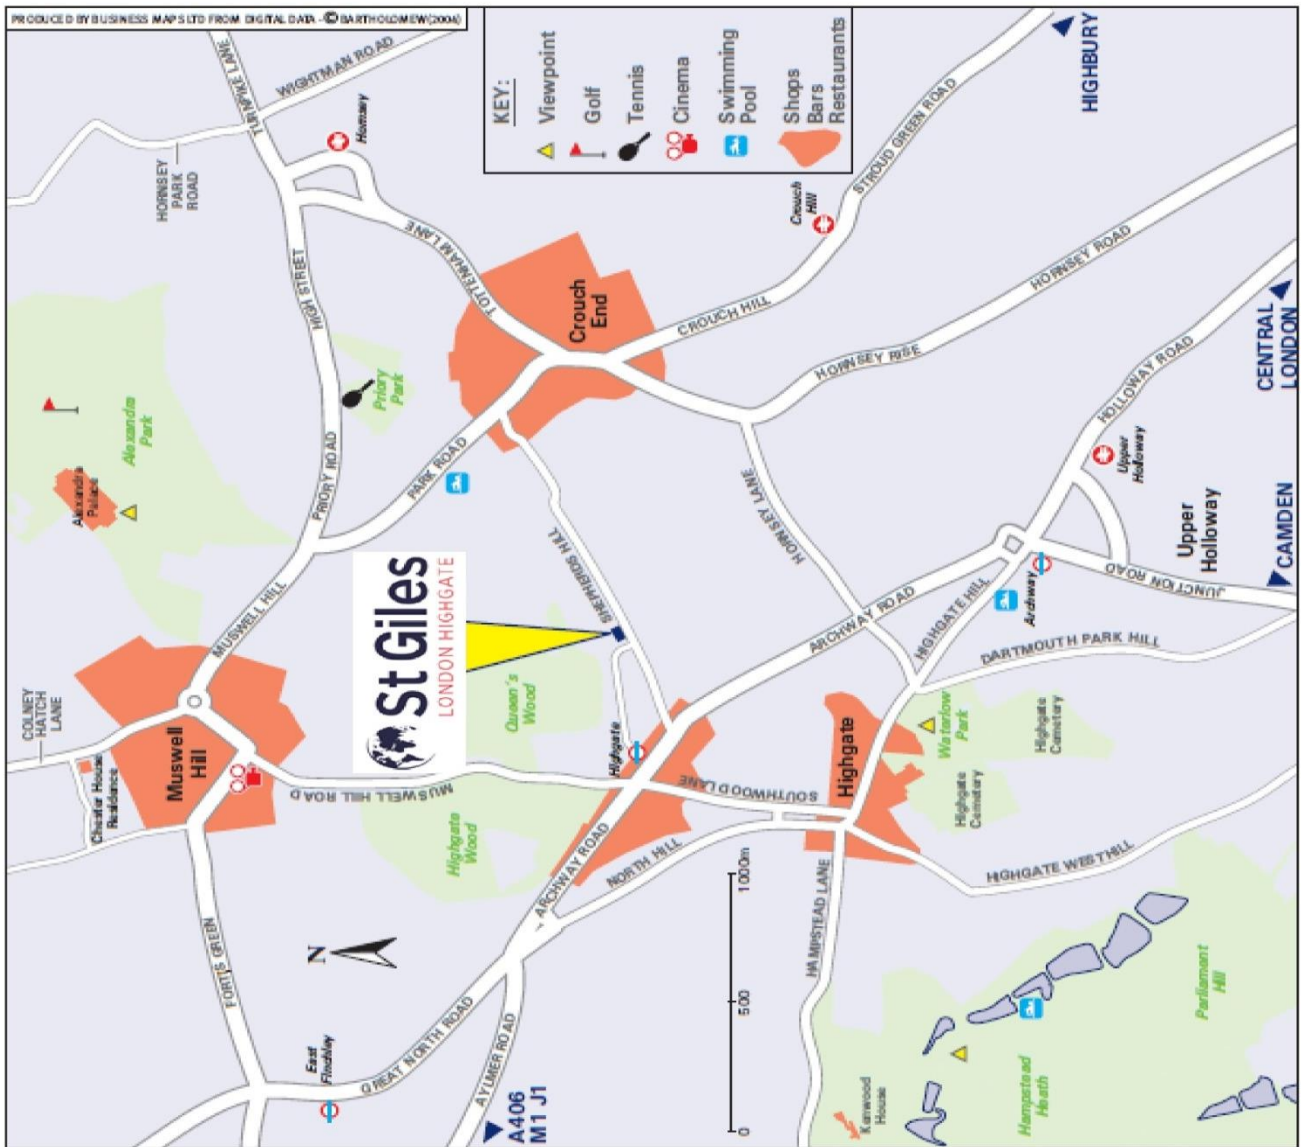 PRODUCED BY BUSINESS MAPS LTD FROM DIGITAL DATA - © BARTHOLOMEW (2004)
TURNPIKE LANE
WIGHTMAN ROAD
HORNSEY
PARK
ROAD
Hornsey
KEY:
Viewpoint
Golf
Tennis
Cinema
Swimming
Pool
Shops
Bars
Restaurants
HIGHBURY
STROUD GREEN ROAD
Crouch
Hill
HIGH STREET
TOTTENHAM LANE
Crouch
End
CROUCH HILL
HORNSEY ROAD
HORNSEY RISE
CENTRAL
LONDON
HOLLOWAY ROAD
Alexandra
Park
Alexandra
Palace
Priory
Park
PRIORY ROAD
PARK ROAD
HORNSEY LANE
Upper
Holloway
Upper
Holloway
CAMDEN
JUNCTION ROAD
Archway
MUSWELL HILL
St Giles
LONDON HIGHGATE
SHEPHERDS HILL
ARCHWAY ROAD
HIGHGATE HILL
DARTMOUTH PARK HILL
COLNEY
HATCH
LANE
Chester House
Residence
Muswell
Hill
MUSWELL HILL ROAD
Queen's
Wood
Highgate
SOUTHWOOD LANE
Highgate
Waterlow
Park
Highgate
Cemetery
Highgate
Cemetery
Highgate
Wood
ARCHWAY ROAD
NORTH HILL
HIGHGATE WEST HILL
HAMPSTEAD LANE
FORTIS GREEN
N
East
Finchley
GREAT NORTH ROAD
AYLMER ROAD
A406
M1 J1
0
500
1000m
Kenwood
House
Hampstead
Heath
Parliament
Hill